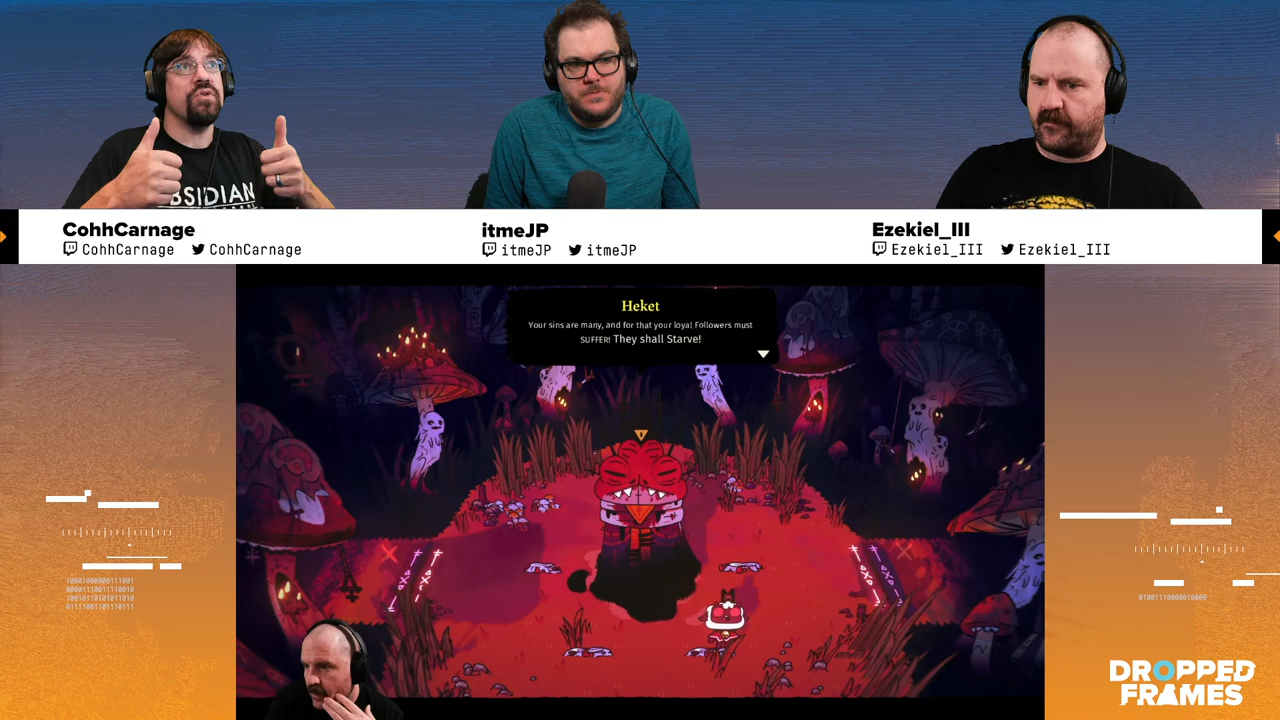 OBSIDIAN
CohhCarnage
CohhCarnage CohhCarnage
itmeJP
itmeJP itmeJP
Ezekiel_III
Ezekiel_III Ezekiel_III
Heket
Your sins are many, and for that your loyal Followers must
SUFFER! They shall Starve!
DROPPED
FRAMES